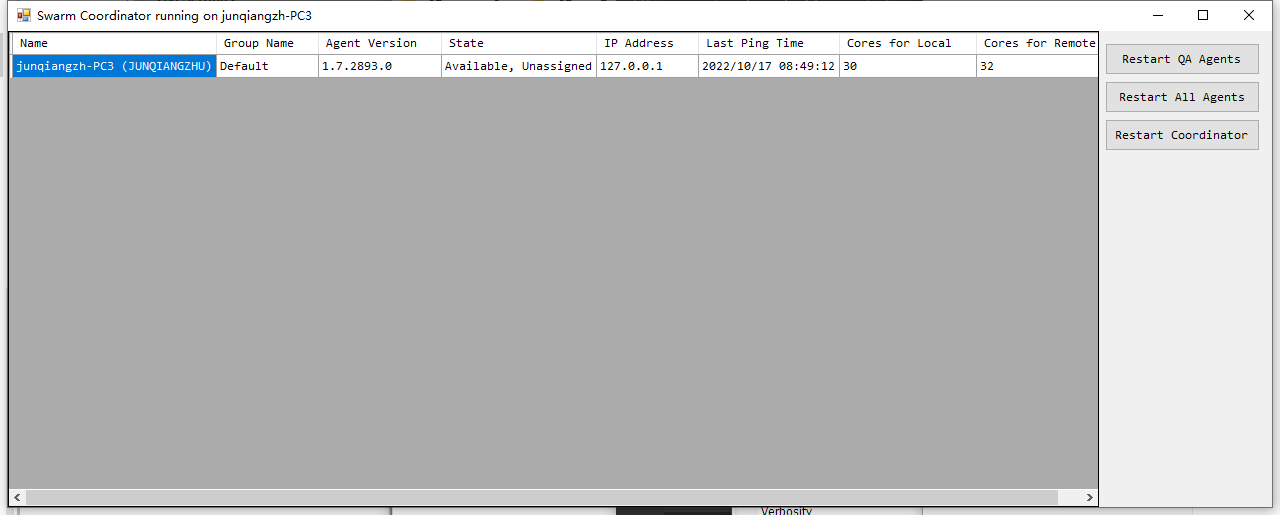 Swarm Coordinator running on junqiangzh-PC3
Name Group Name Agent Version State IP Address Last Ping Time Cores for Local Cores for Remote
junqiangzh-PC3 (JUNQIANGZHU) Default 1.7.2893.0 Available, Unassigned 127.0.0.1 2022/10/17 08:49:12 30 32
Restart QA Agents
Restart All Agents
Restart Coordinator
Verbosity